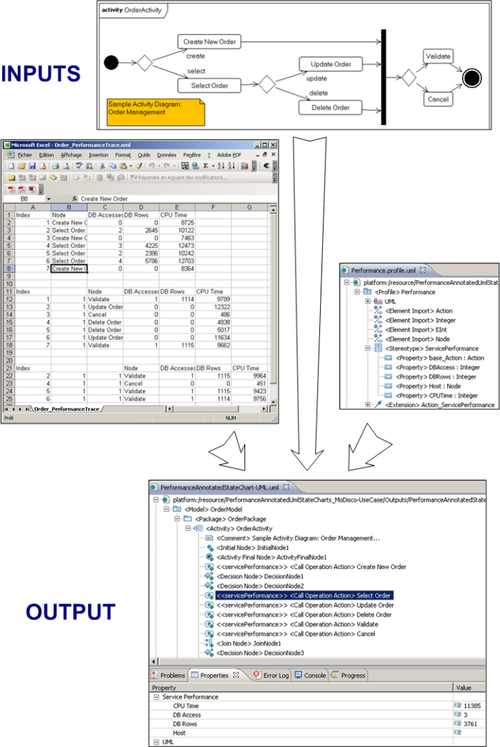 activity OrderActivity
Create New Order
create
select
Select Order
Update Order
update
delete
Delete Order
Validate
Cancel
Sample Activity Diagram:
Order Management
INPUTS
Microsoft Excel - Order_PerformanceTrace.xml
Fichier Edition Affichage Insertion Format Outils Données Fenêtre ? Adobe PDF
Répondre en incluant des modifications...
B8 fx Create New Order
A B C D E F G
1 Index Node DB Accesses DB Rows CPU Time
2 1 Create New O 0 0 8725
3 2 Select Order 2 2645 10122
4 3 Create New O 0 0 7463
5 4 Select Order 3 4225 12473
6 5 Select Order 2 2386 10242
7 6 Select Order 4 5786 12703
8 7 Create New O 0 0 8364
9
10
11 Index Node DB Accesses DB Rows CPU Time
12 1 1 Validate 1 1114 9789
13 2 1 Update Order 0 0 12322
14 3 1 Cancel 0 0 486
15 4 1 Delete Order 0 0 4838
16 5 1 Delete Order 0 0 5017
17 6 1 Update Order 0 0 11634
18 7 1 Validate 1 1115 9682
19
20
21 Index Node DB Accesses DB Rows CPU Time
22 2 1 1 Validate 1 1115 9964
23 4 1 1 Cancel 0 0 451
24 5 1 1 Validate 1 1115 9423
25 6 1 1 Validate 1 1114 9756
Order_PerformanceTrace
Prêt NUM
Performance.profile.uml
platform:/resource/PerformanceAnnotatedUmlState
<Profile> Performance
UML
<Element Import> Action
<Element Import> Integer
<Element Import> EInt
<Element Import> Node
<Stereotype> ServicePerformance
<Property> base_Action : Action
<Property> DBAccess : Integer
<Property> DBRows : Integer
<Property> Host : Node
<Property> CPUTime : Integer
<Extension> Action_ServicePerformance
OUTPUT
PerformanceAnnotatedStateChart-UML.uml
platform:/resource/PerformanceAnnotatedUmlStateCharts_MoDisco-UseCase/Outputs/PerformanceAnnotatedState
<Model> OrderModel
<Package> OrderPackage
<Activity> OrderActivity
<Comment> Sample Activity Diagram: Order Management...
<Initial Node> InitialNode1
<Activity Final Node> ActivityFinalNode1
<<servicePerformance>> <Call Operation Action> Create New Order
<Decision Node> DecisionNode1
<Decision Node> DecisionNode2
<<servicePerformance>> <Call Operation Action> Select Order
<<servicePerformance>> <Call Operation Action> Update Order
<<servicePerformance>> <Call Operation Action> Delete Order
<<servicePerformance>> <Call Operation Action> Validate
<<servicePerformance>> <Call Operation Action> Cancel
<Join Node> JoinNode1
<Decision Node> DecisionNode3
Problems Properties Error Log Console Progress
Property Value
Service Performance
CPU Time 11385
DB Access 3
DB Rows 3761
Host
UML